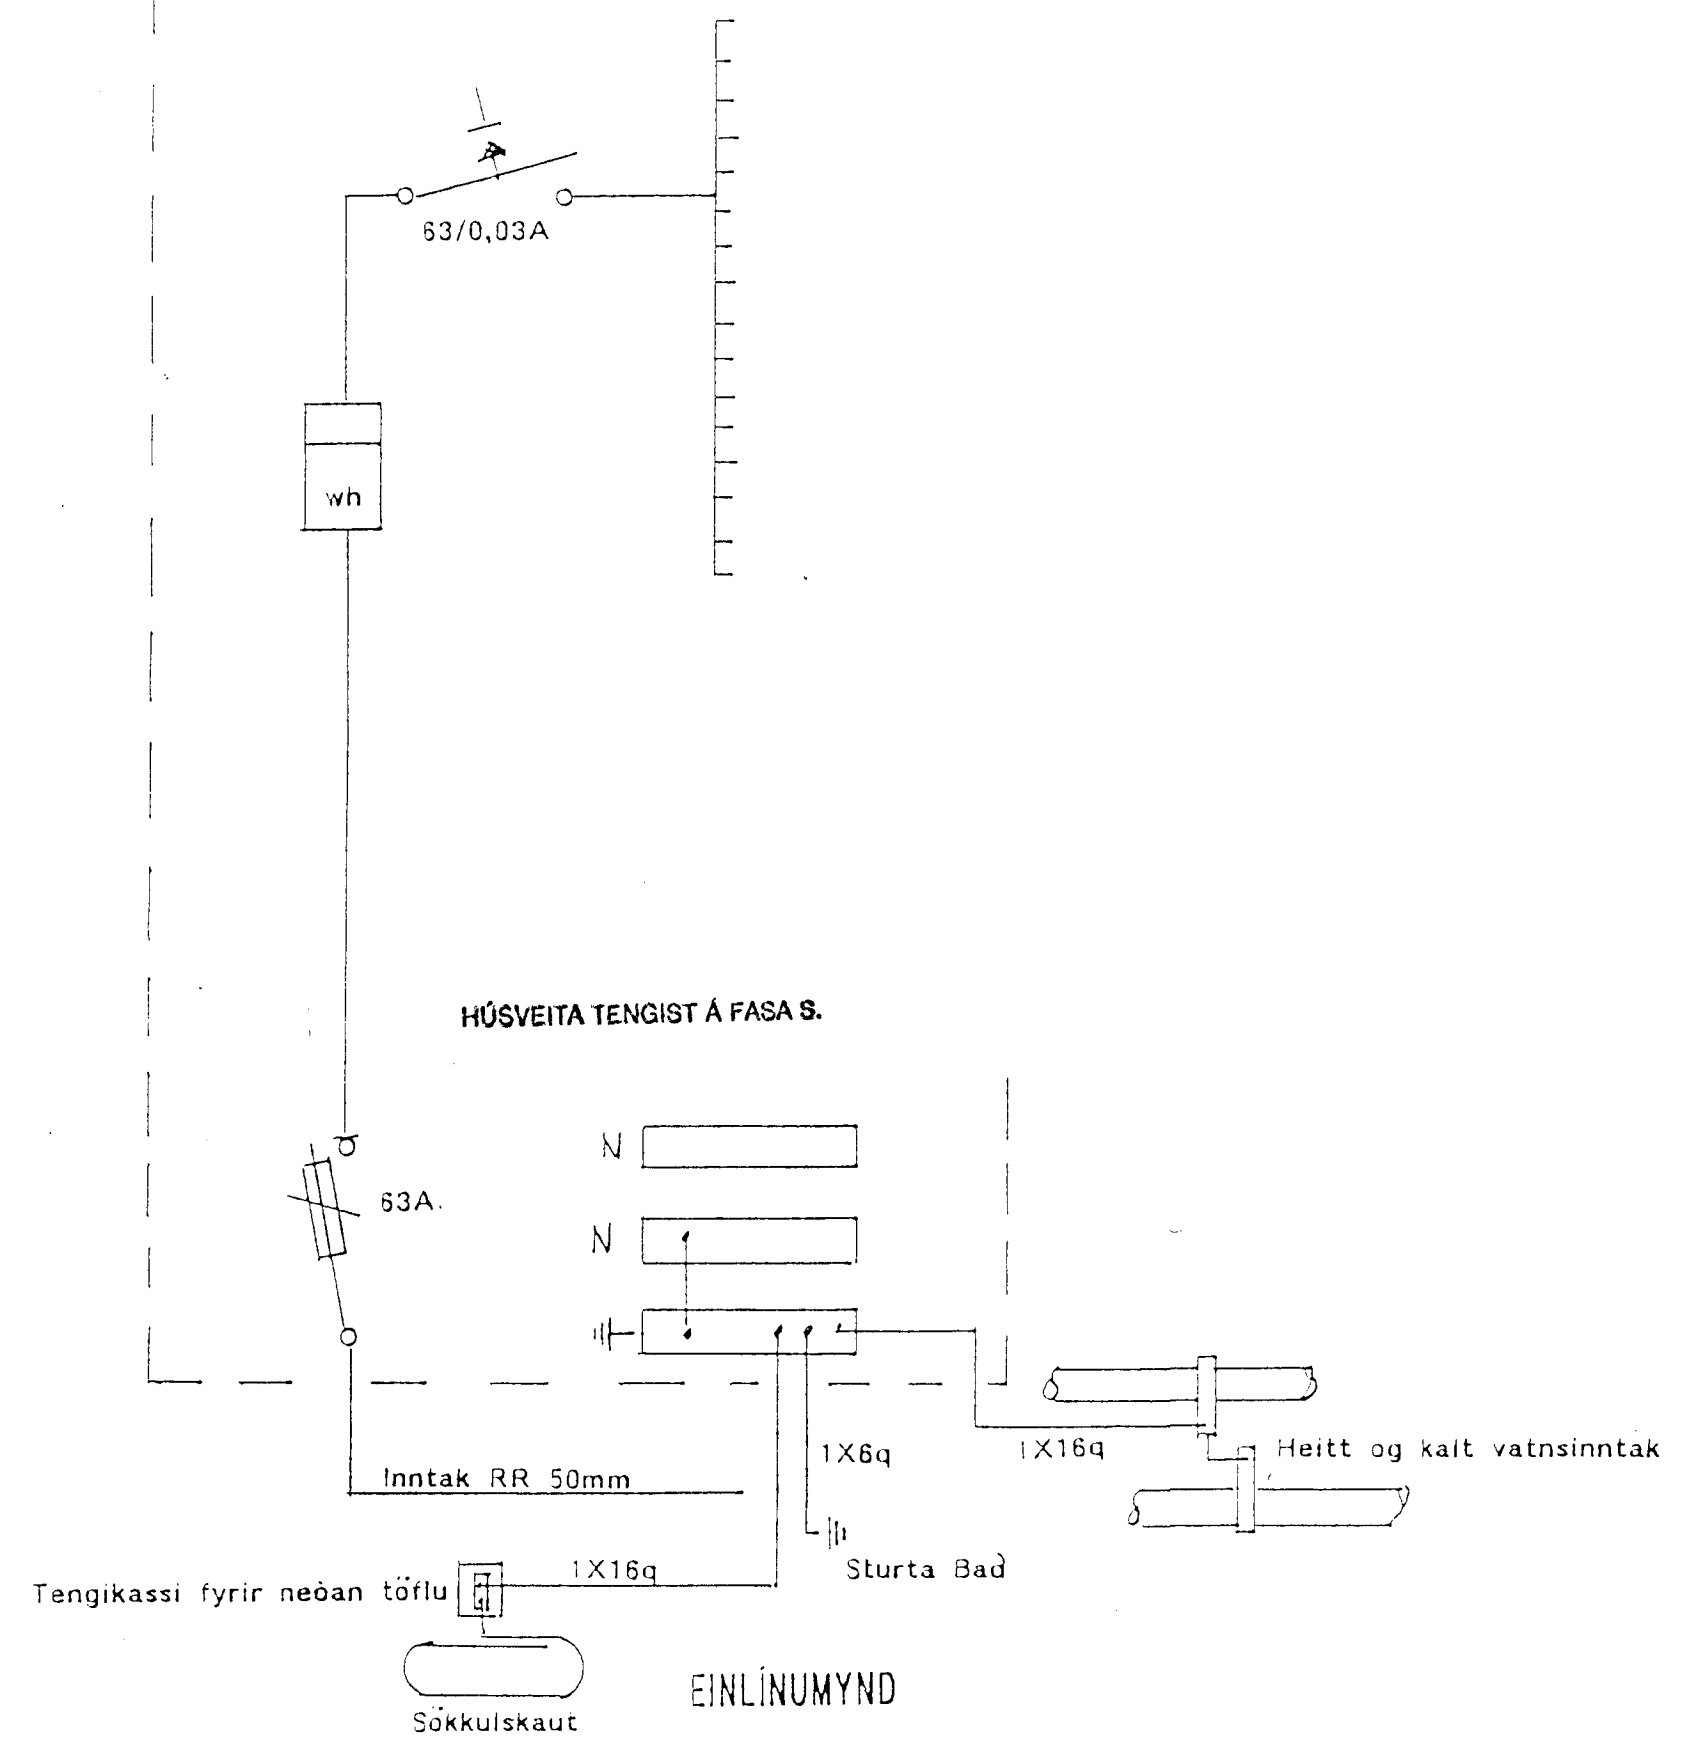 63/0,03A
wh
HÚSVEITA TENGIST Á FASA S.
N
63A.
N
1X6q
1X16q
Heitt og kalt vatnsinntak
Inntak RR 50mm
1X16q
Sturta Bað
Tengikassi fyrir neðan töflu
EINLÍNUMYND
Sökkulskaut